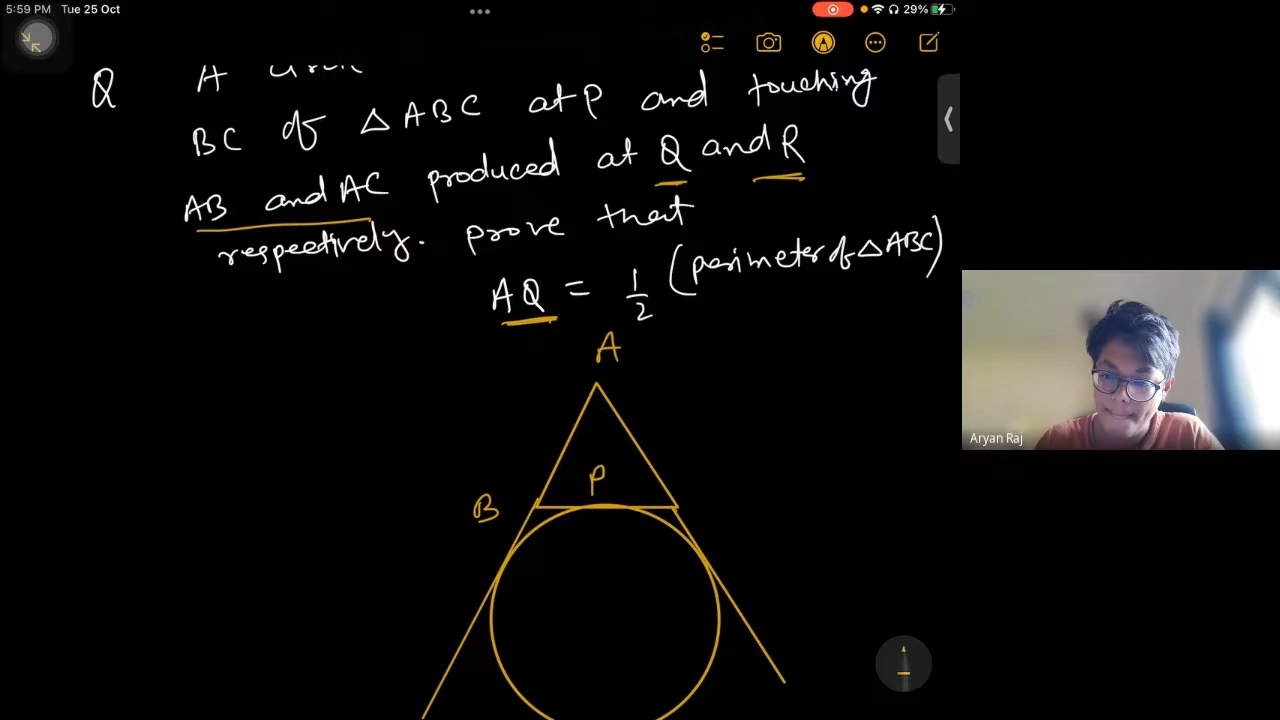 5:59 PM Tue 25 Oct
29%
Q A
BC of △ABC at P and touching
AB and AC produced at Q and R
respectively. prove that
AQ = 1/2 (perimeter of △ABC)
A
P
B
Aryan Raj